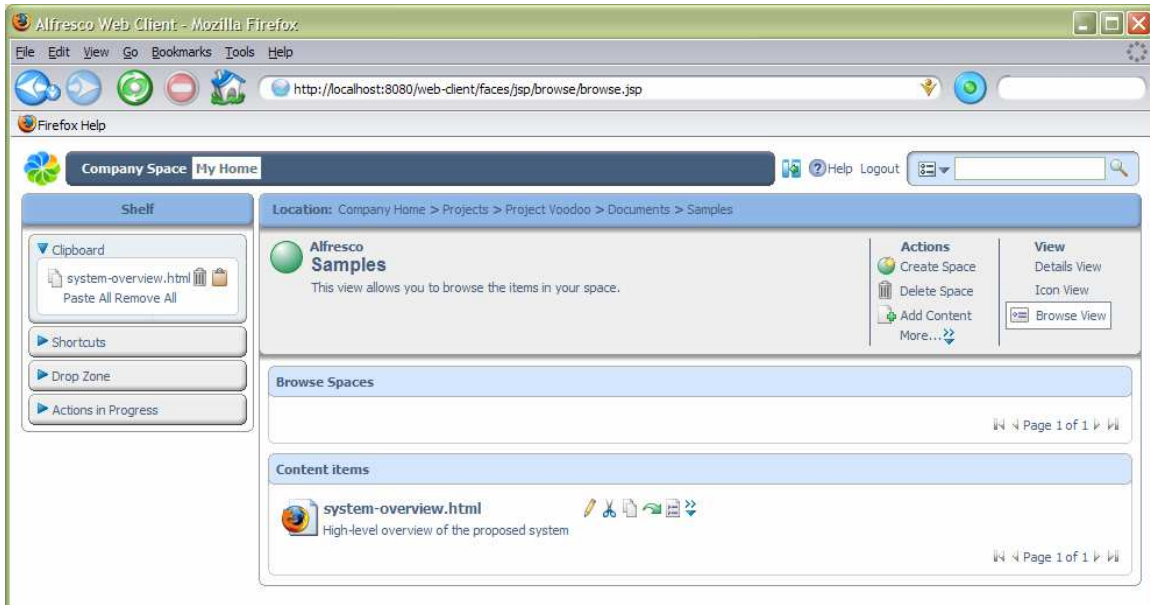 Alfresco Web Client - Mozilla Firefox
File Edit View Go Bookmarks Tools Help
http://localhost:8080/web-client/faces/jsp/browse/browse.jsp
Firefox Help
Company Space My Home
Help Logout
Shelf
Location: Company Home > Projects > Project Voodoo > Documents > Samples
Clipboard
system-overview.html
Paste All Remove All
Shortcuts
Drop Zone
Actions in Progress
Alfresco
Samples
This view allows you to browse the items in your space.
Actions
Create Space
Delete Space
Add Content
More...
View
Details View
Icon View
Browse View
Browse Spaces
Page 1 of 1
Content items
system-overview.html
High-level overview of the proposed system
Page 1 of 1